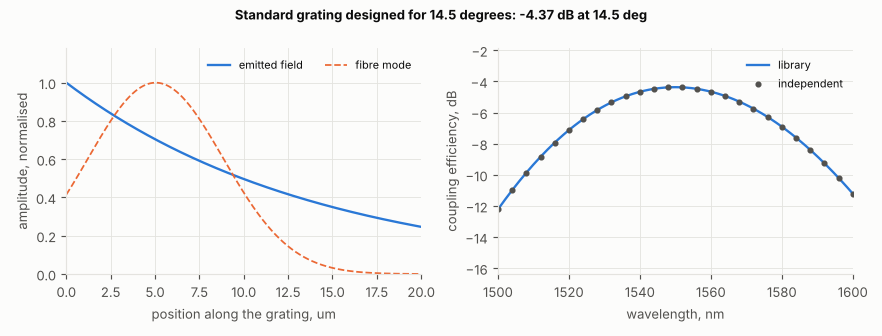 Standard grating designed for 14.5 degrees: -4.37 dB at 14.5 deg
emitted field
fibre mode
amplitude, normalised
1.0
0.8
0.6
0.4
0.2
0.0
0.0 2.5 5.0 7.5 10.0 12.5 15.0 17.5 20.0
position along the grating, um
library
independent
coupling efficiency, dB
−2
−4
−6
−8
−10
−12
−14
−16
1500 1520 1540 1560 1580 1600
wavelength, nm